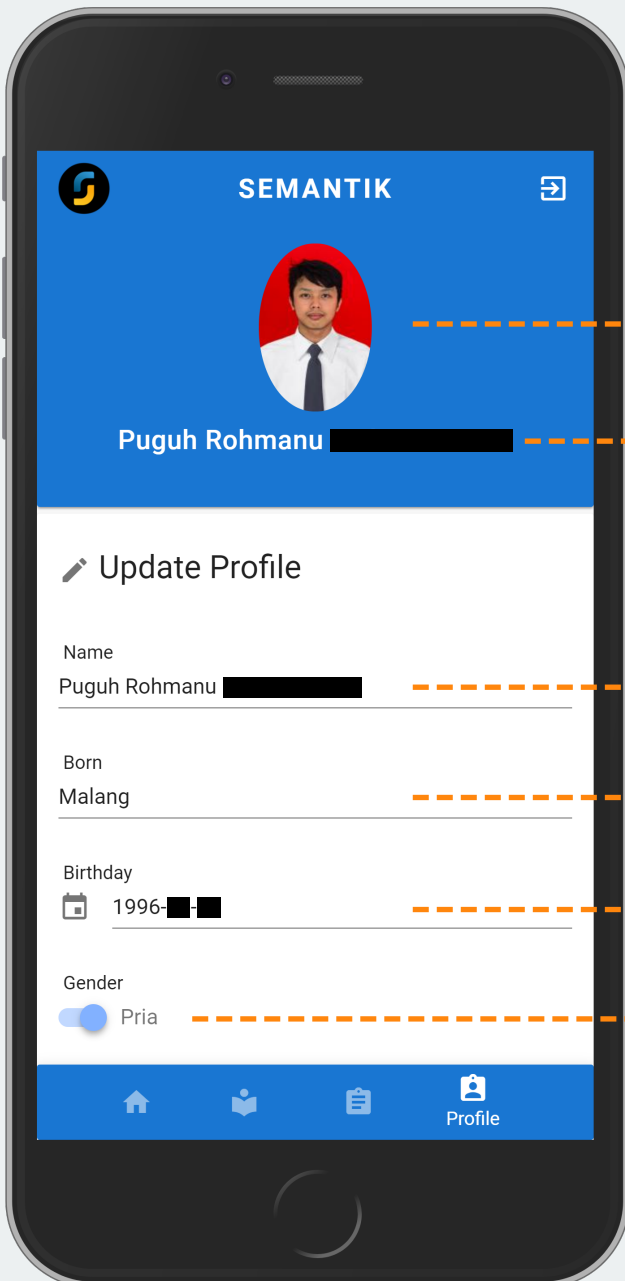 SEMANTIK
Puguh Rohmanu
Update Profile
Name
Puguh Rohmanu
Born
Malang
Birthday
1996- -
Gender
Pria
Profile